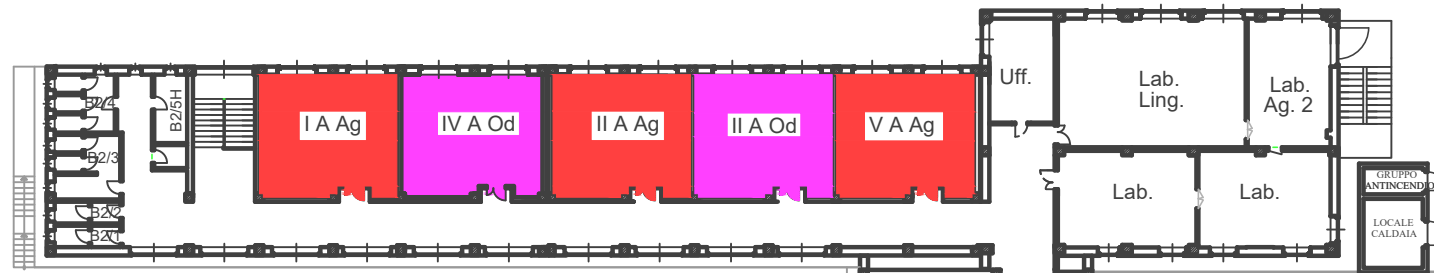 B2/4
B2/5H
B2/3
B2/2
B2/1
I A Ag
IV A Od
II A Ag
II A Od
V A Ag
Uff.
Lab.
Ling.
Lab.
Ag. 2
Lab.
Lab.
GRUPPO
ANTINCENDIO
LOCALE
CALDAIA